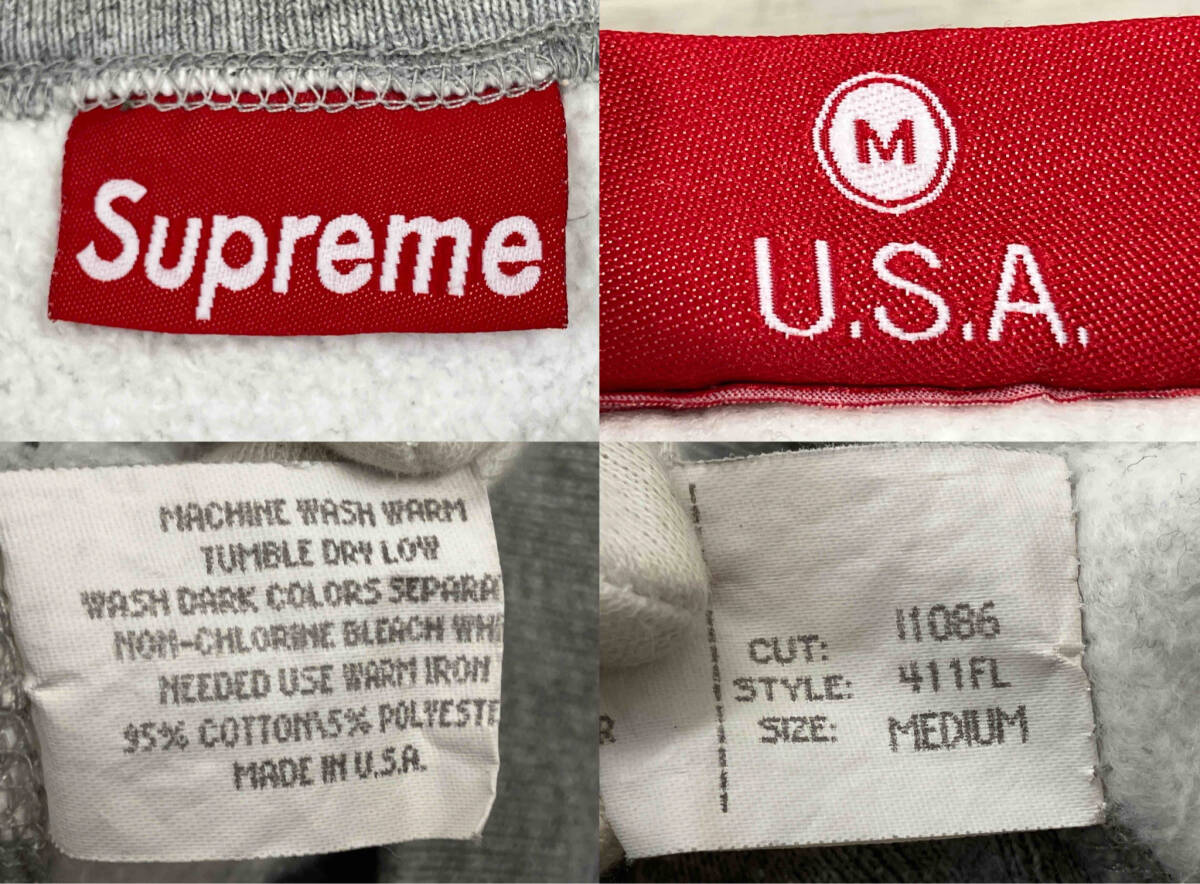 Supreme
M
U.S.A.
MACHINE WASH WARM
TUMBLE DRY LOW
WASH DARK COLORS SEPARA
NON-CHLORINE BLEACH WH
NEEDED USE WARM IRON
95% COTTON\5% POLYESTE
MADE IN U.S.A.
R
CUT: 11086
STYLE: 411FL
SIZE: MEDIUM